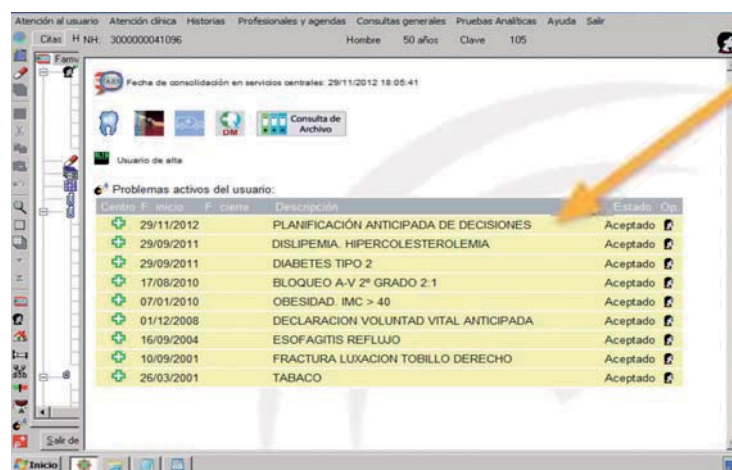 Atención al usuario Atención clínica Historias Profesionales y agendas Consultas generales Pruebas Analíticas Ayuda Salir
Citas H NH: 3000000041096 Hombre 50 años Clave 105
Fecha de consolidación en servicios centrales: 29/11/2012 18:05:41
DM
Consulta de
Archivo
Usuario de alta
Problemas activos del usuario:
Centro F. inicio F. cierre Descripción Estado Op
29/11/2012 PLANIFICACIÓN ANTICIPADA DE DECISIONES Aceptado
29/09/2011 DISLIPEMIA. HIPERCOLESTEROLEMIA Aceptado
29/09/2011 DIABETES TIPO 2 Aceptado
17/08/2010 BLOQUEO A-V 2º GRADO 2:1 Aceptado
07/01/2010 OBESIDAD. IMC > 40 Aceptado
01/12/2008 DECLARACION VOLUNTAD VITAL ANTICIPADA Aceptado
16/09/2004 ESOFAGITIS REFLUJO Aceptado
10/09/2001 FRACTURA LUXACION TOBILLO DERECHO Aceptado
26/03/2001 TABACO Aceptado
Salir de
Inicio